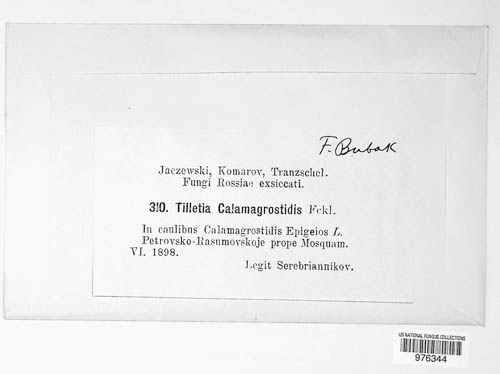 F. Bubak
Jaczewski, Komarov, Tranzschel.
Fungi Rossiae exsiccati.
310. Tilletia Calamagrostidis Fckl.
In caulibus Calamagrostidis Epigeios L.
Petrovsko-Rasumovskoje prope Mosquam.
VI. 1898.
Legit Serebriannikov.
US NATIONAL FUNGUS COLLECTIONS
976344